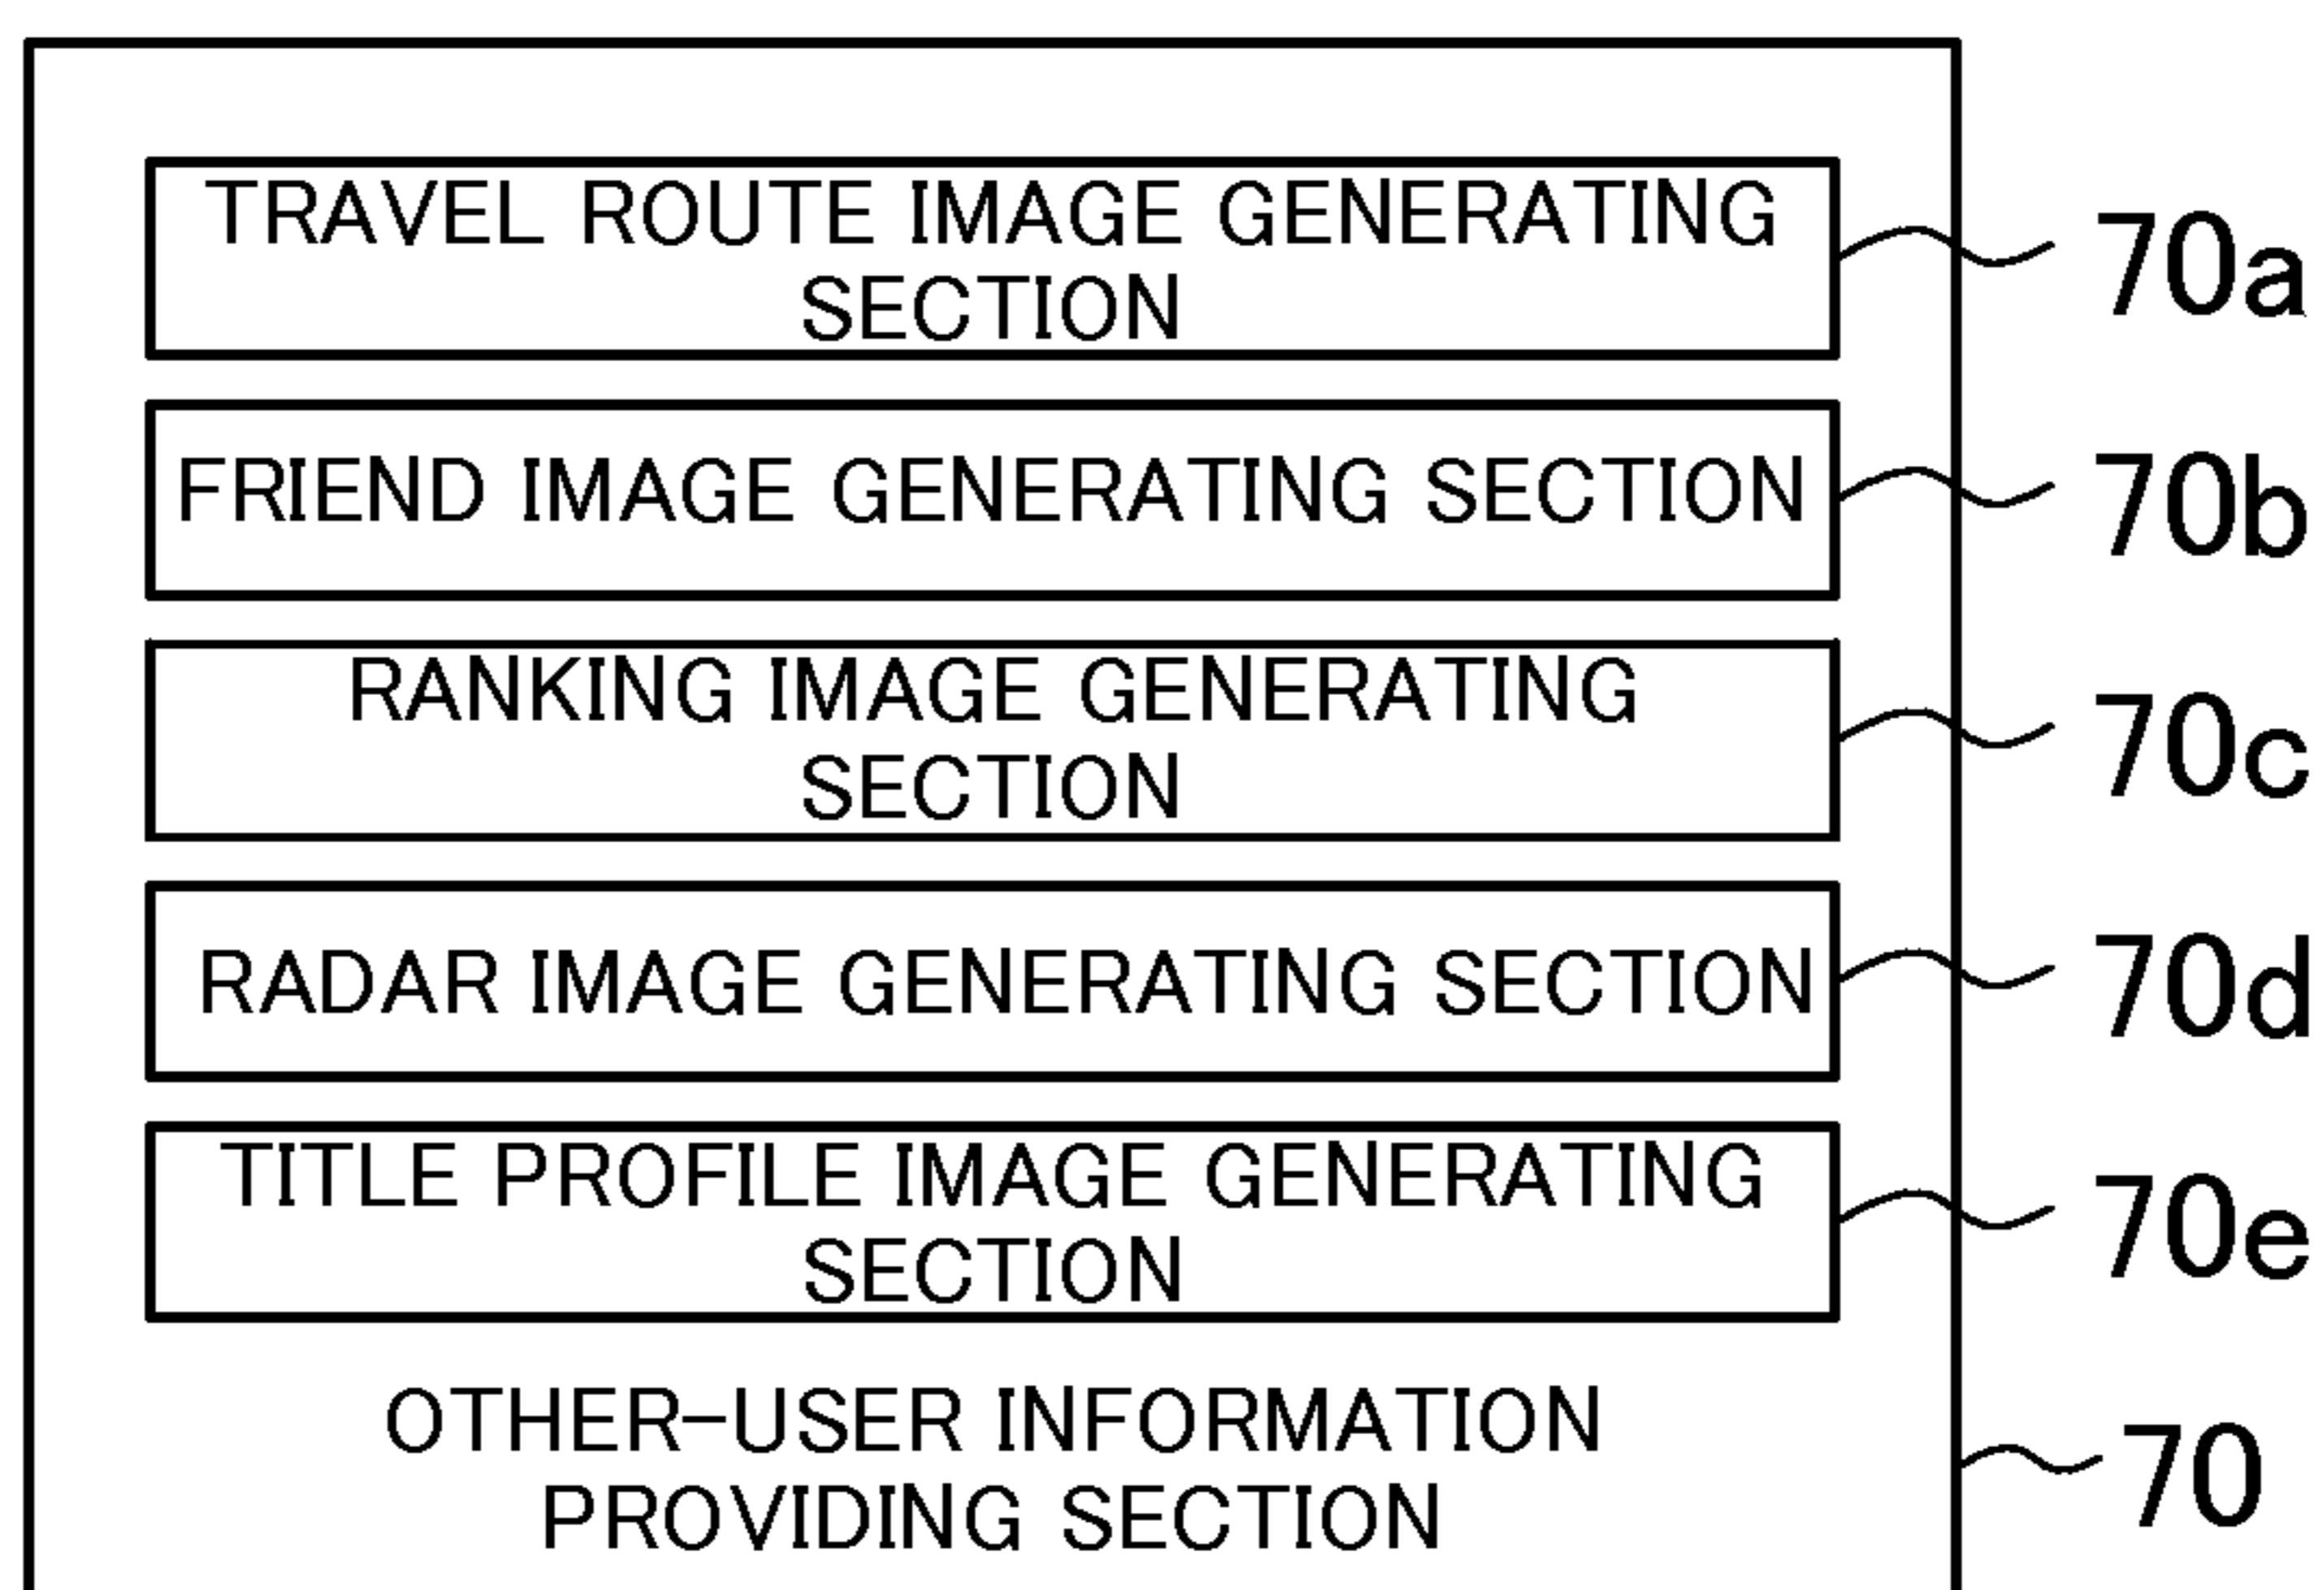 TRAVEL ROUTE IMAGE GENERATING
SECTION
70a
FRIEND IMAGE GENERATING SECTION
70b
RANKING IMAGE GENERATING
SECTION
70c
RADAR IMAGE GENERATING SECTION
70d
TITLE PROFILE IMAGE GENERATING
SECTION
70e
OTHER-USER INFORMATION
PROVIDING SECTION
70